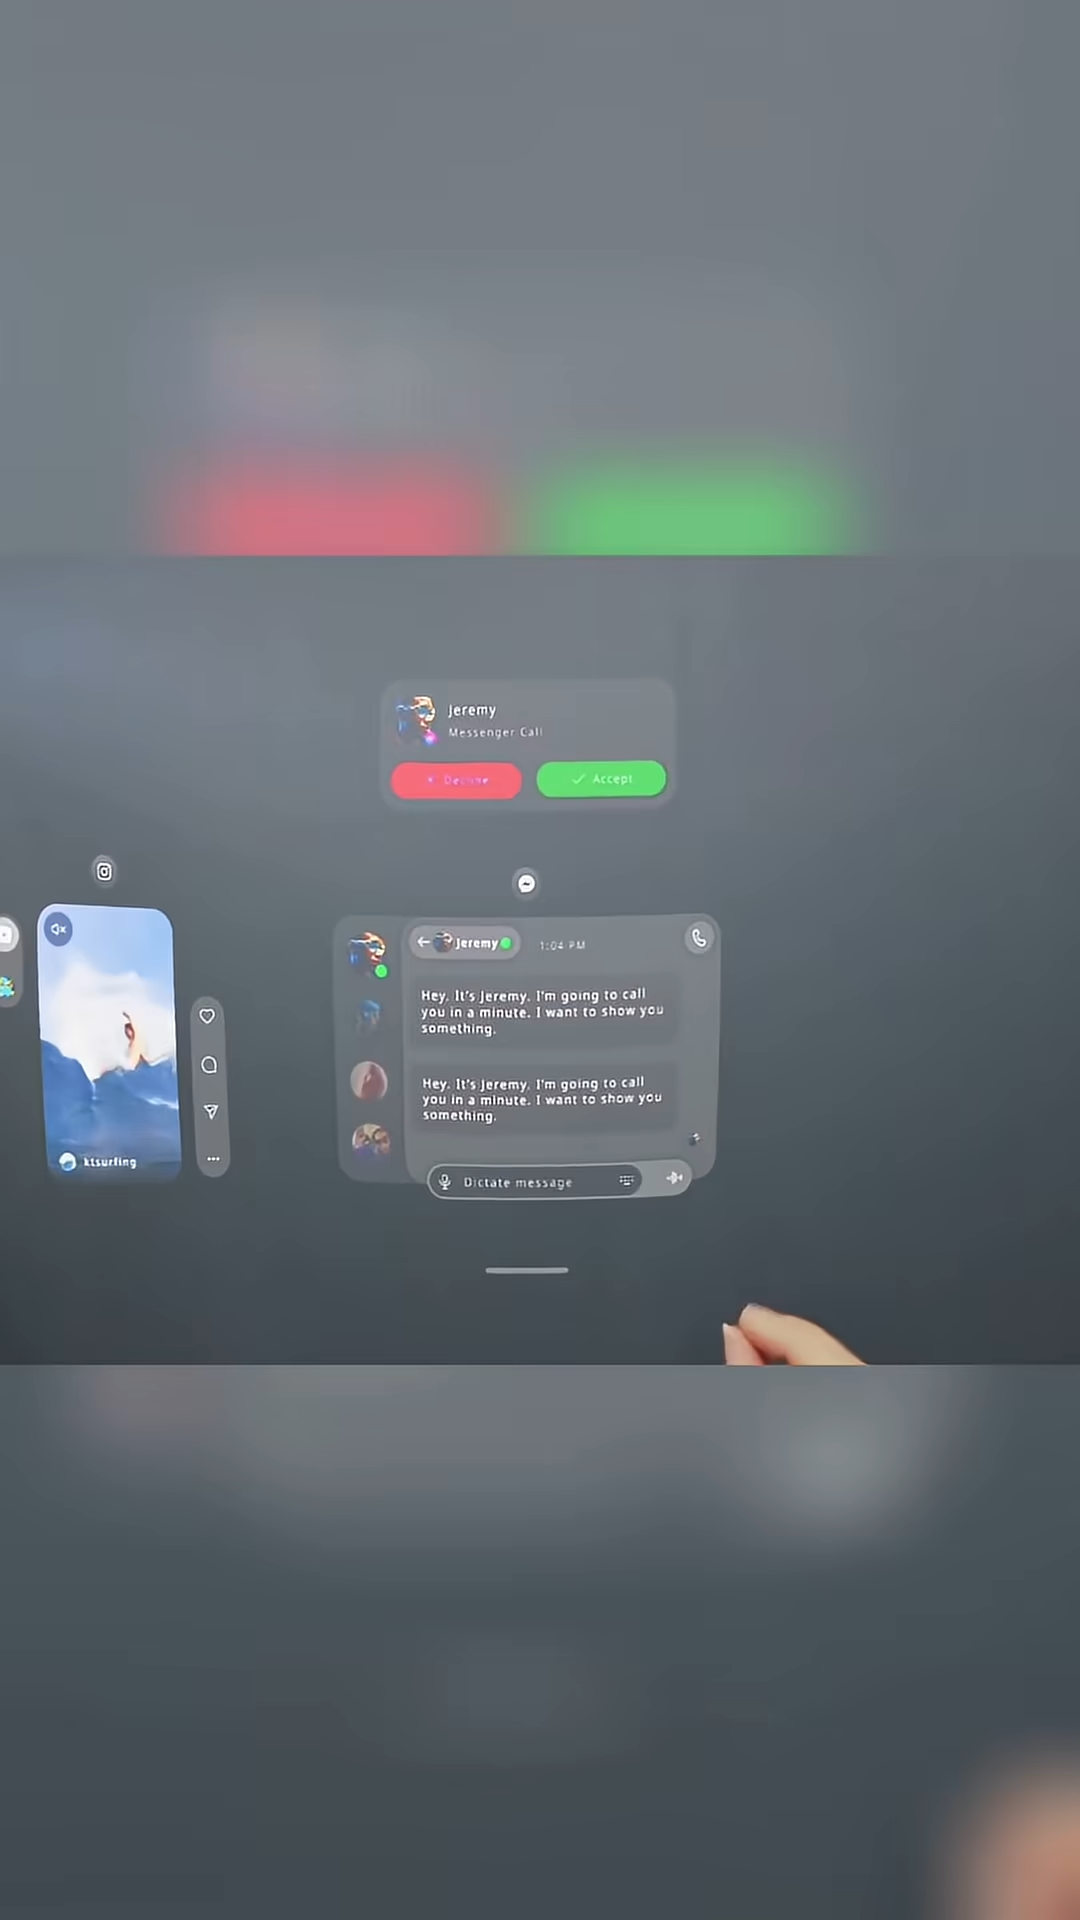 Jeremy
Messenger Call
Decline
Accept
Jeremy
1:04 PM
Hey. It's Jeremy. I'm going to call
you in a minute. I want to show you
something.
Hey. It's Jeremy. I'm going to call
you in a minute. I want to show you
something.
Dictate message
ktsurfing